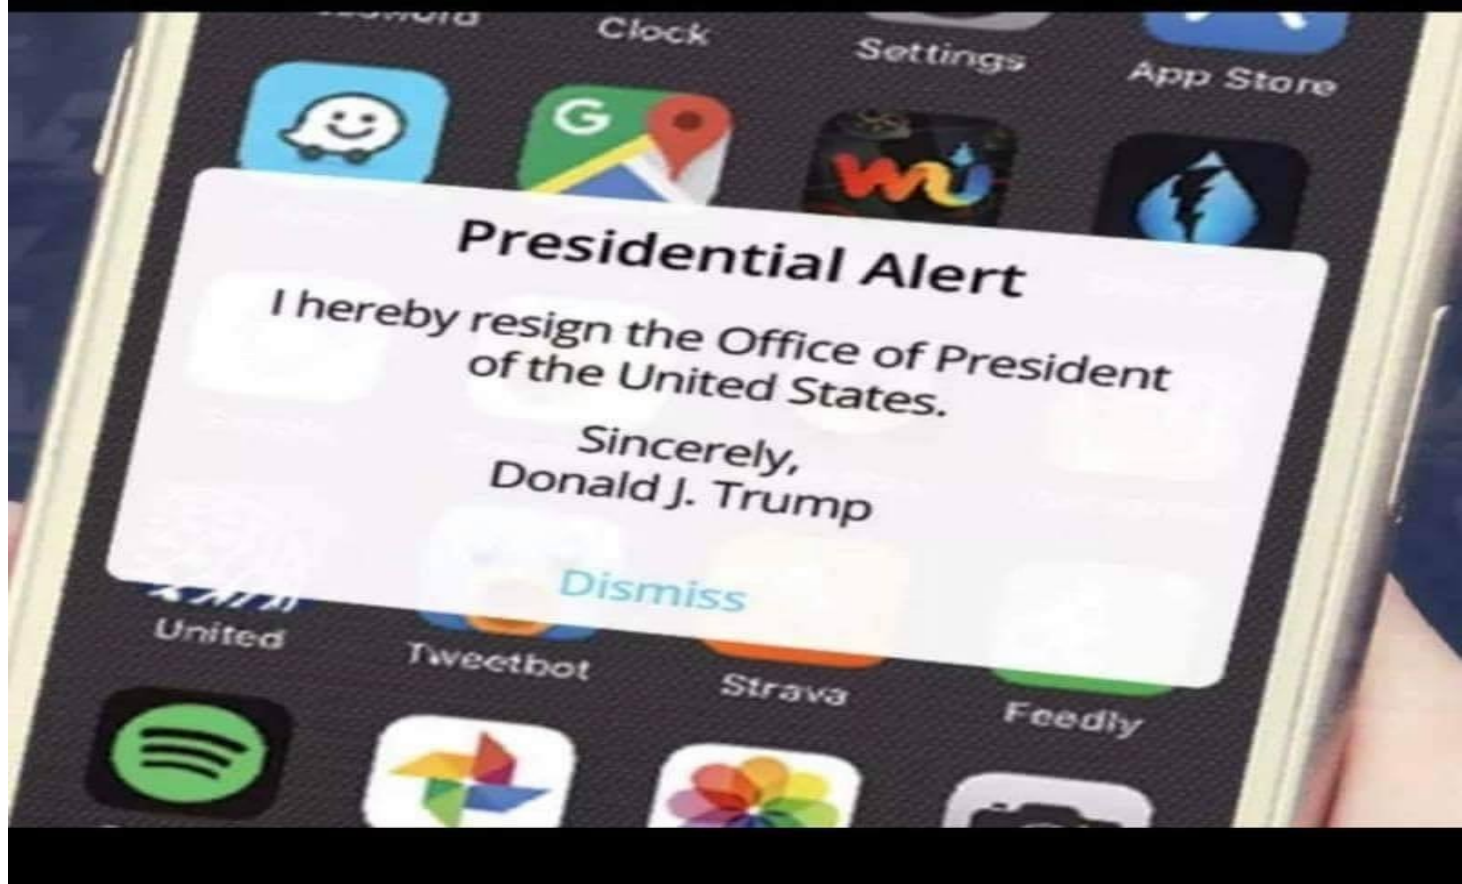 Clock
Settings
App Store
G
wu
Presidential Alert
I hereby resign the Office of President
of the United States.
Sincerely,
Donald J. Trump
Dismiss
United
Tweetbot
Strava
Feedly